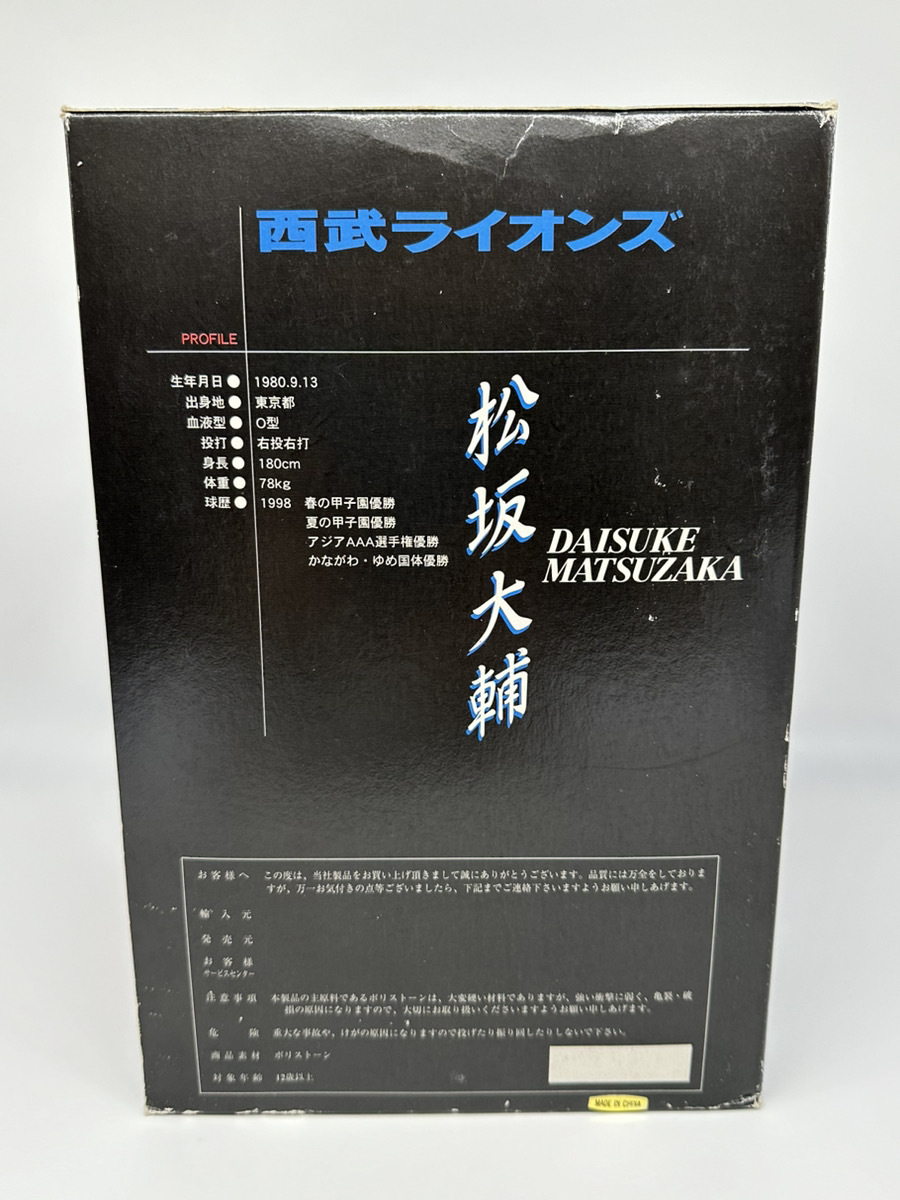 西武ライオンズ
PROFILE
生年月日● 1980.9.13
出身地● 東京都
血液型● O型
投打● 右投右打
身長● 180cm
体重● 78kg
球歴● 1998 春の甲子園優勝
夏の甲子園優勝
アジアAAA選手権優勝
かながわ・ゆめ国体優勝
松坂大輔
DAISUKE
MATSUZAKA
お客様へ この度は、当社製品をお買い上げ頂きまして誠にありがとうございます。品質には万全をしております
が、万一お気付きの点等ございましたら、下記までご連絡下さいますようお願い申しあげます。
輸入元
発売元
お客様
サービスセンター
注意事項 本製品の主原料であるポリストーンは、大変硬い材料でありますが、強い衝撃に弱く、亀裂・破
損の原因になりますので、大切にお取り扱いくださいますようお願い申しあげます。
危険 重大な事故や、けがの原因になりますので投げたり振り回したりしないで下さい。
商品素材 ポリストーン
対象年齢 12歳以上
MADE IN CHINA